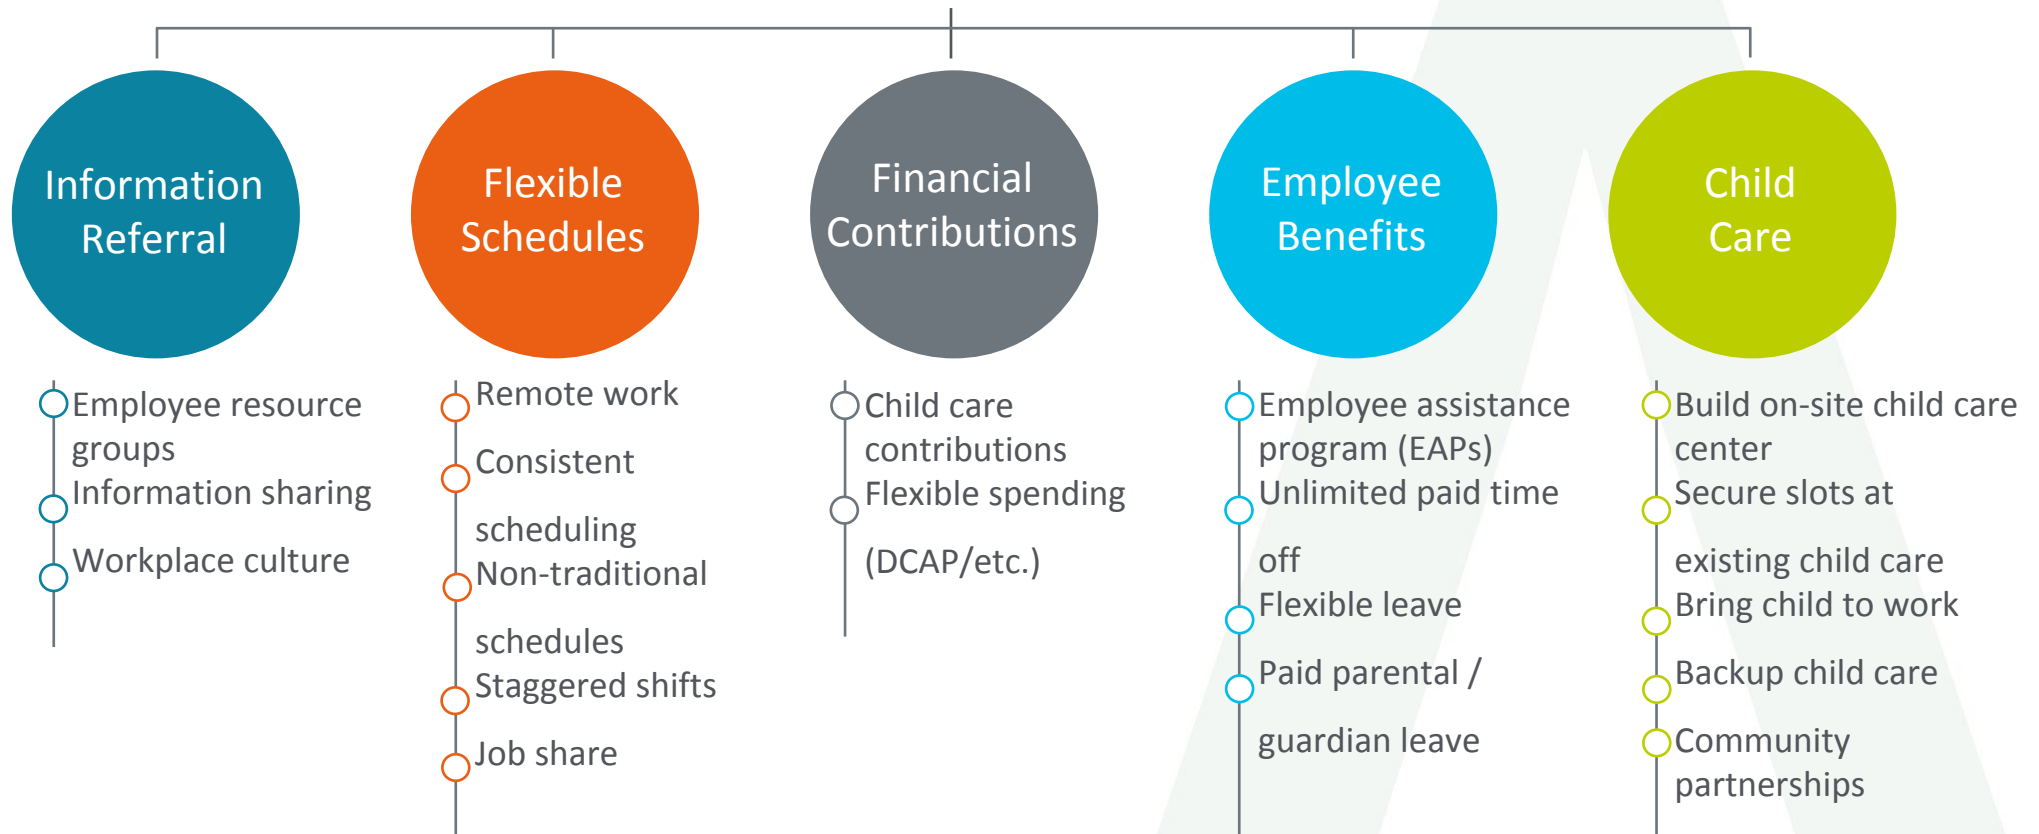 Information
Referral
Flexible
Schedules
Financial
Contributions
Employee
Benefits
Child
Care
Employee resource
groups
Information sharing
Workplace culture
Remote work
Consistent
scheduling
Non-traditional
schedules
Staggered shifts
Job share
Child care
contributions
Flexible spending
(DCAP/etc.)
Employee assistance
program (EAPs)
Unlimited paid time
off
Flexible leave
Paid parental /
guardian leave
Build on-site child care
center
Secure slots at
existing child care
Bring child to work
Backup child care
Community
partnerships